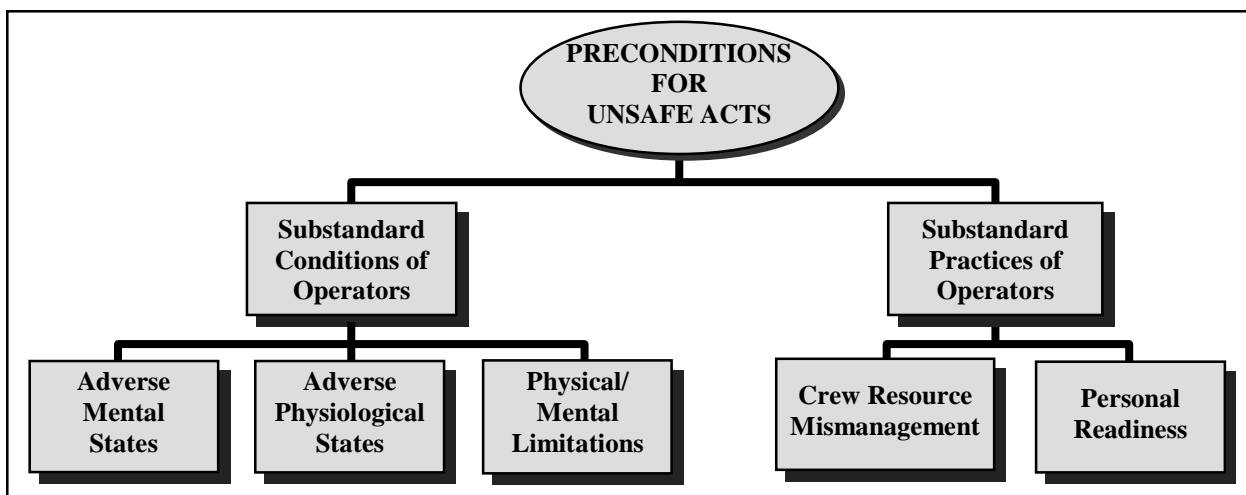 PRECONDITIONS
FOR
UNSAFE ACTS
Substandard
Conditions of
Operators
Substandard
Practices of
Operators
Adverse
Mental
States
Adverse
Physiological
States
Physical/
Mental
Limitations
Crew Resource
Mismanagement
Personal
Readiness